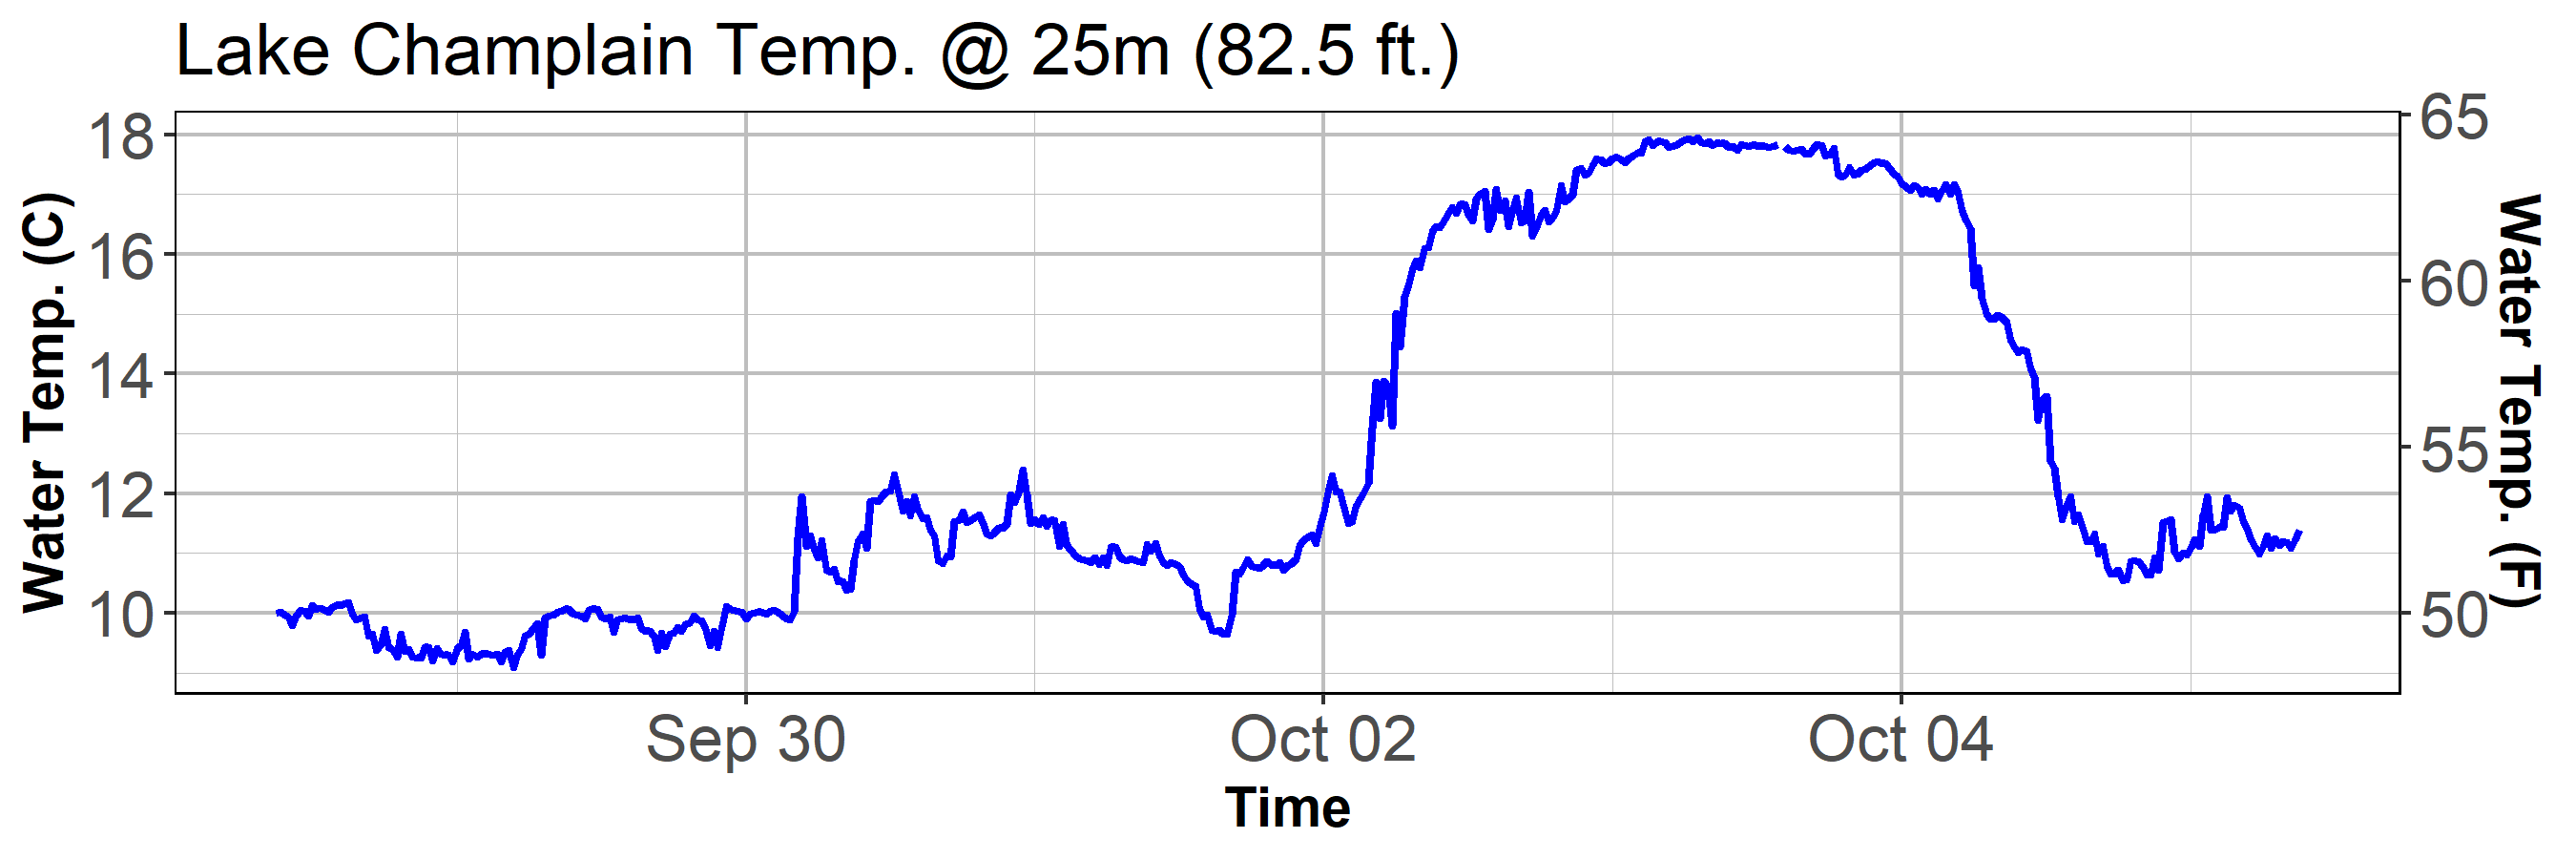 Lake Champlain Temp. @ 25m (82.5 ft.)
Water Temp. (C)
18
16
14
12
10
65
60
55
50
Water Temp. (F)
Sep 30
Oct 02
Oct 04
Time